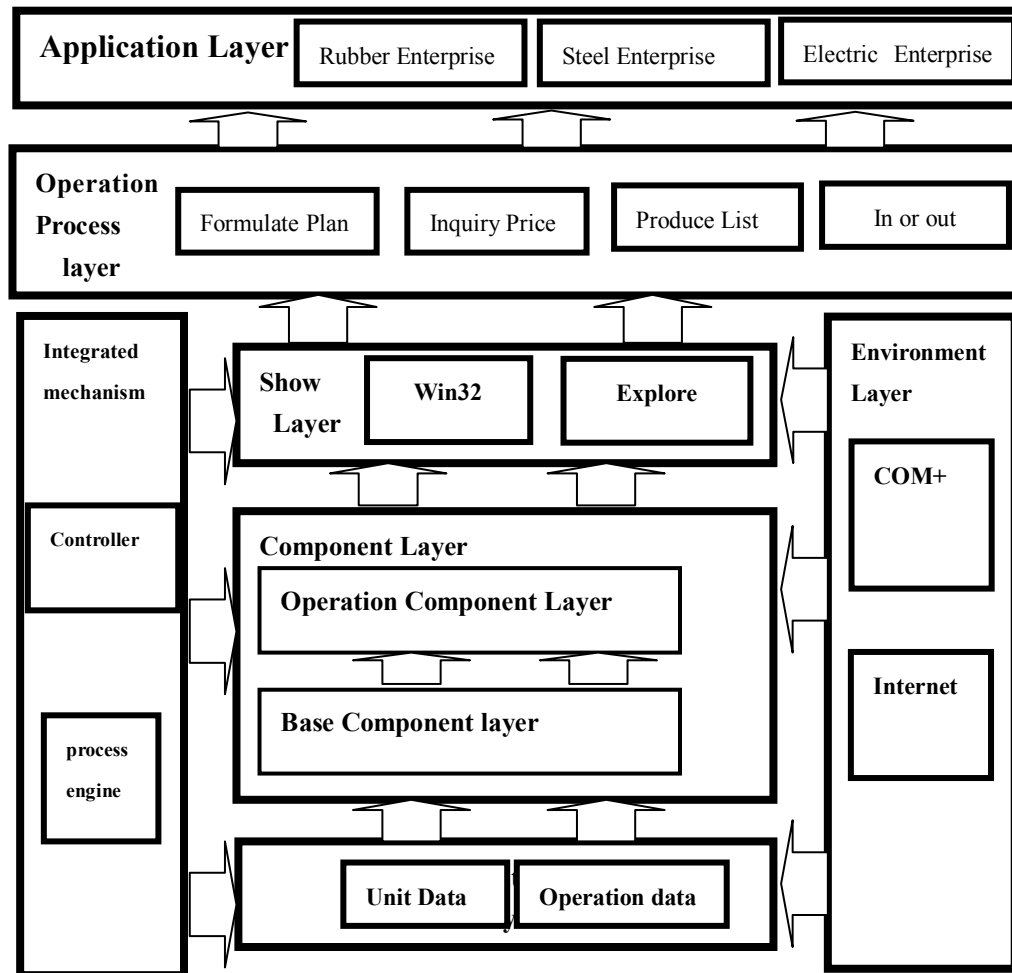 Application Layer
Rubber Enterprise
Steel Enterprise
Electric Enterprise
Operation
Process
layer
Formulate Plan
Inquiry Price
Produce List
In or out
Integrated
mechanism
Controller
process
engine
Show
Layer
Win32
Explore
Component Layer
Operation Component Layer
Base Component layer
Unit Data
Operation data
Environment
Layer
COM+
Internet